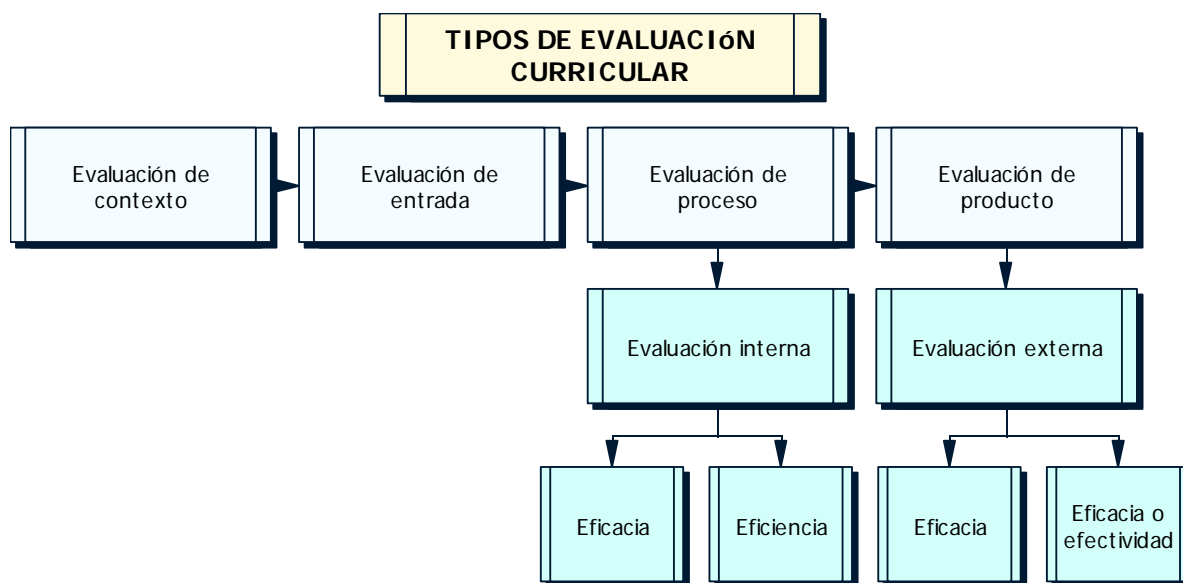 TIPOS DE EVALUACIóN
CURRICULAR
Evaluación de
contexto
Evaluación de
entrada
Evaluación de
proceso
Evaluación de
producto
Evaluación interna
Evaluación externa
Eficacia
Eficiencia
Eficacia
Eficacia o
efectividad